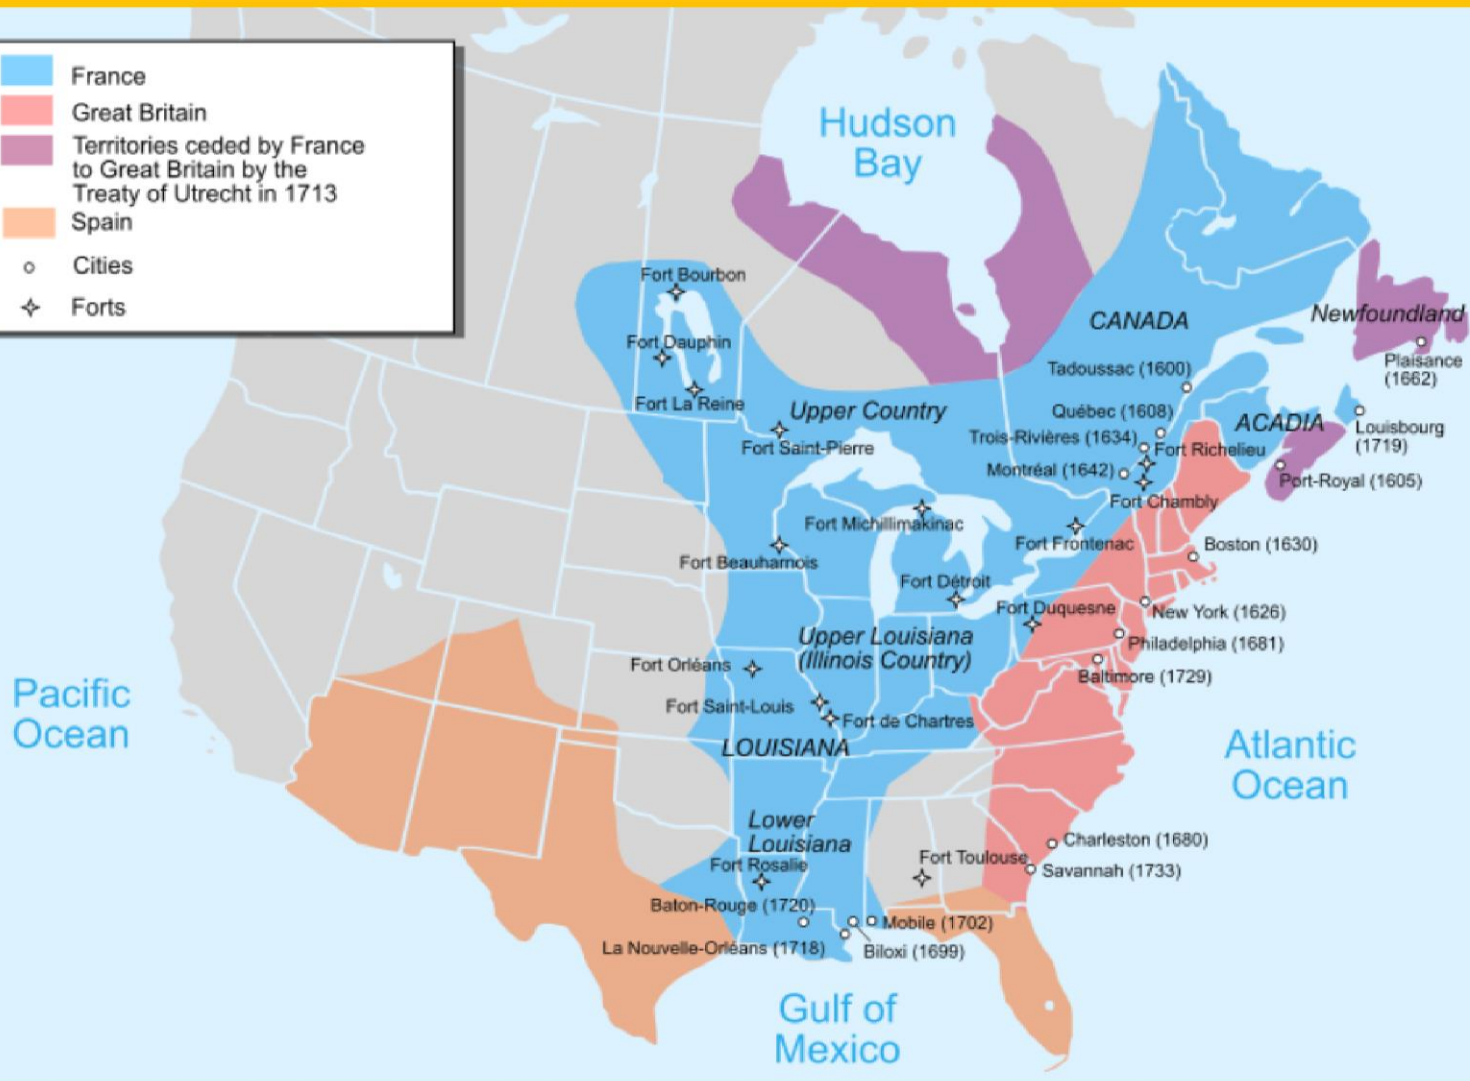 France
Great Britain
Territories ceded by France
to Great Britain by the
Treaty of Utrecht in 1713
Spain
Cities
Forts
Hudson
Bay
Fort Bourbon
Fort Dauphin
Fort La Reine
Upper Country
Fort Saint-Pierre
CANADA
Newfoundland
Plaisance
(1662)
Tadoussac (1600)
Québec (1608)
Trois-Rivières (1634)
Fort Richelieu
Montréal (1642)
Fort Chambly
ACADIA
Louisbourg
(1719)
Port-Royal (1605)
Fort Michillimakinac
Fort Frontenac
Boston (1630)
Fort Beauharnois
Fort Détroit
Fort Duquesne
New York (1626)
Philadelphia (1681)
Baltimore (1729)
Upper Louisiana
(Illinois Country)
Fort Orléans
Fort Saint-Louis
Fort de Chartres
LOUISIANA
Pacific
Ocean
Atlantic
Ocean
Lower
Louisiana
Fort Rosalie
Fort Toulouse
Charleston (1680)
Savannah (1733)
Baton-Rouge (1720)
Mobile (1702)
La Nouvelle-Orléans (1718)
Biloxi (1699)
Gulf of
Mexico